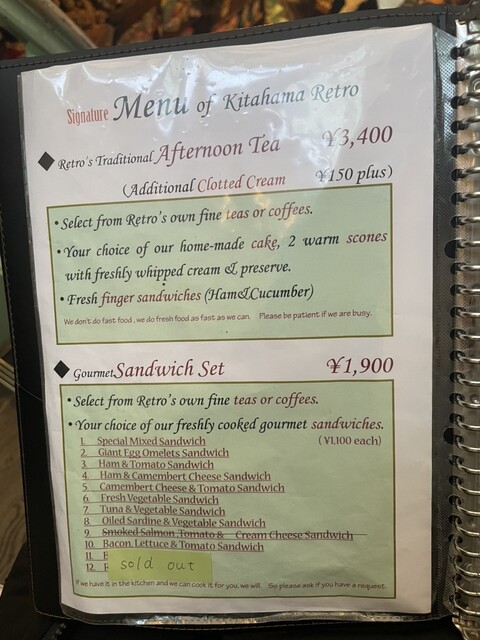 Signature Menu of Kitahama Retro
◆ Retro's Traditional Afternoon Tea ¥3,400
(Additional Clotted Cream ¥150 plus)
• Select from Retro's own fine teas or coffees.
• Your choice of our home-made cake, 2 warm scones
with freshly whipped cream & preserve.
• Fresh finger sandwiches (Ham&Cucumber)
We don't do fast food, we do fresh food as fast as we can. Please be patient if we are busy.
◆ Gourmet Sandwich Set ¥1,900
• Select from Retro's own fine teas or coffees.
• Your choice of our freshly cooked gourmet sandwiches.
1. Special Mixed Sandwich (¥1,100 each)
2. Giant Egg Omelets Sandwich
3. Ham & Tomato Sandwich
4. Ham & Camembert Cheese Sandwich
5. Camembert Cheese & Tomato Sandwich
6. Fresh Vegetable Sandwich
7. Tuna & Vegetable Sandwich
8. Oiled Sardine & Vegetable Sandwich
9. Smoked Salmon, Tomato & Cream Cheese Sandwich
10. Bacon, Lettuce & Tomato Sandwich
11.
12.
sold out
If we have it in the kitchen and we can cook it for you, we will. So please ask if you have a request.